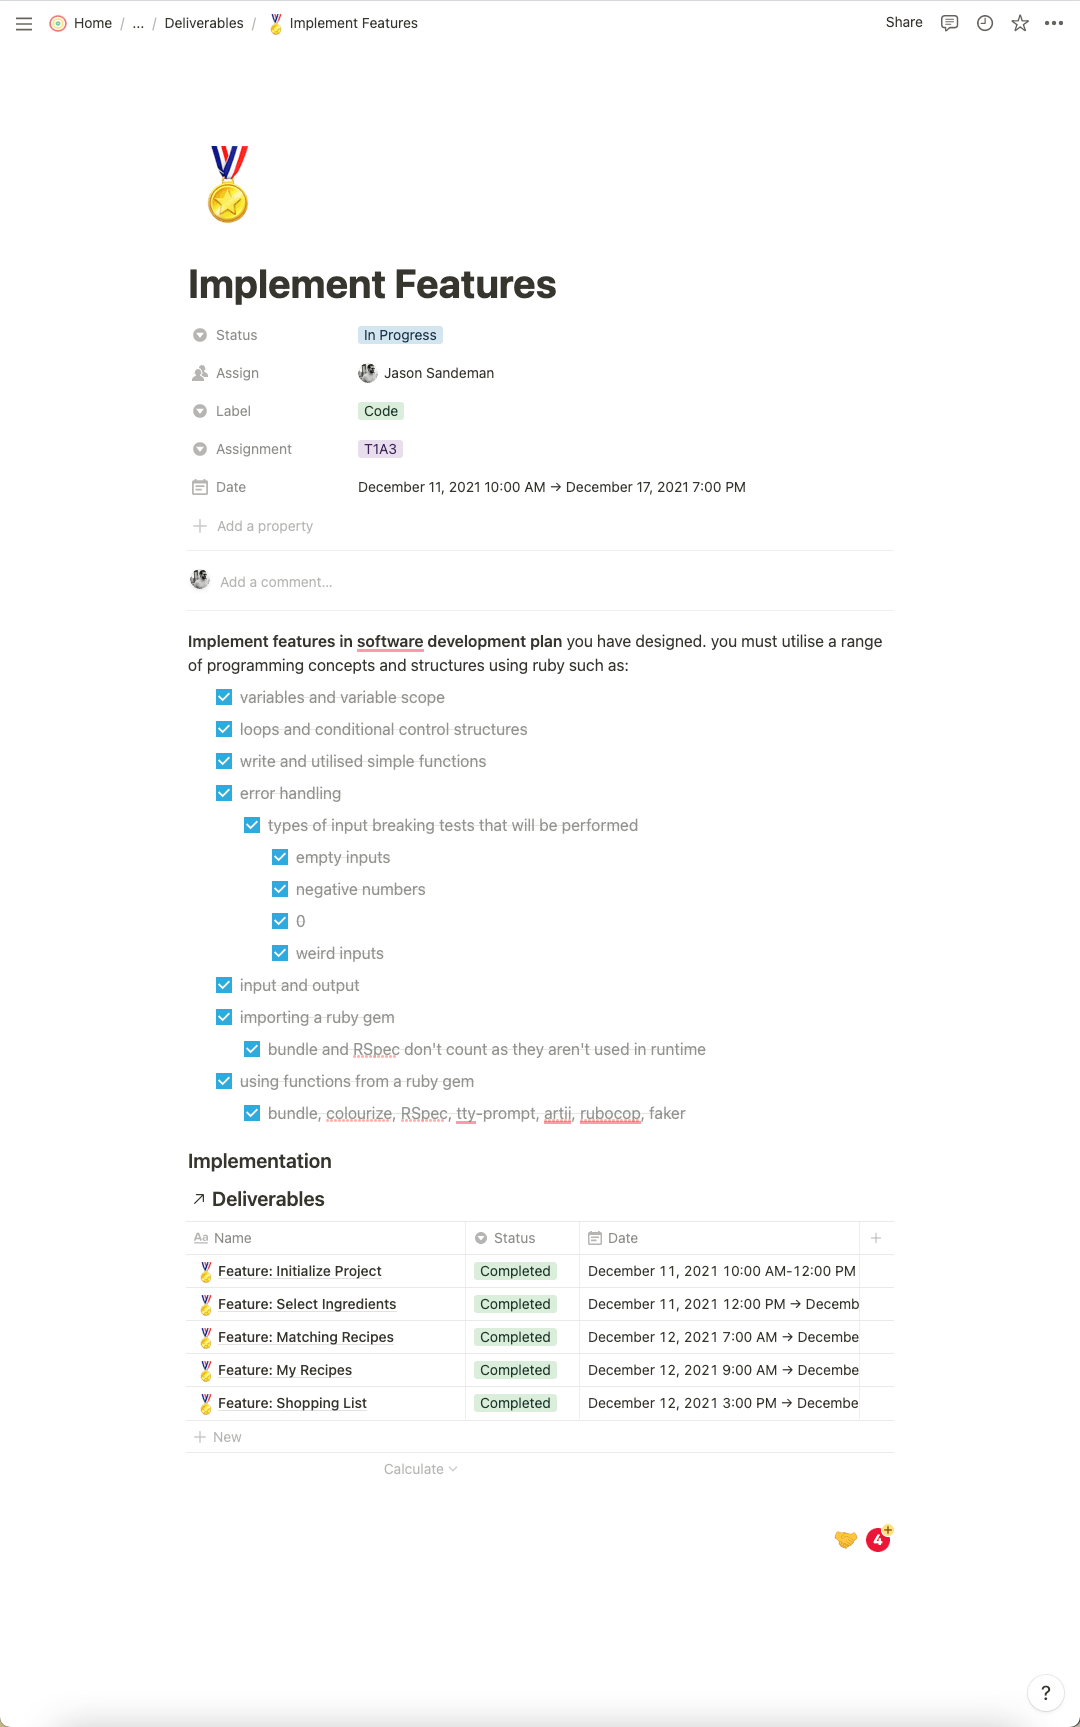 Home / ... / Deliverables / Implement Features Share
Implement Features
Status In Progress
Assign Jason Sandeman
Label Code
Assignment T1A3
Date December 11, 2021 10:00 AM → December 17, 2021 7:00 PM
Add a property
Add a comment...
Implement features in software development plan you have designed. you must utilise a range
of programming concepts and structures using ruby such as:
variables and variable scope
loops and conditional control structures
write and utilised simple functions
error handling
types of input breaking tests that will be performed
empty inputs
negative numbers
0
weird inputs
input and output
importing a ruby gem
bundle and RSpec don't count as they aren't used in runtime
using functions from a ruby gem
bundle, colourize, RSpec, tty-prompt, artii, rubocop, faker
Implementation
↗ Deliverables
Aa Name Status Date +
Feature: Initialize Project Completed December 11, 2021 10:00 AM-12:00 PM
Feature: Select Ingredients Completed December 11, 2021 12:00 PM → Decemb
Feature: Matching Recipes Completed December 12, 2021 7:00 AM → Decembe
Feature: My Recipes Completed December 12, 2021 9:00 AM → Decembe
Feature: Shopping List Completed December 12, 2021 3:00 PM → Decembe
+ New
Calculate
4 +
?